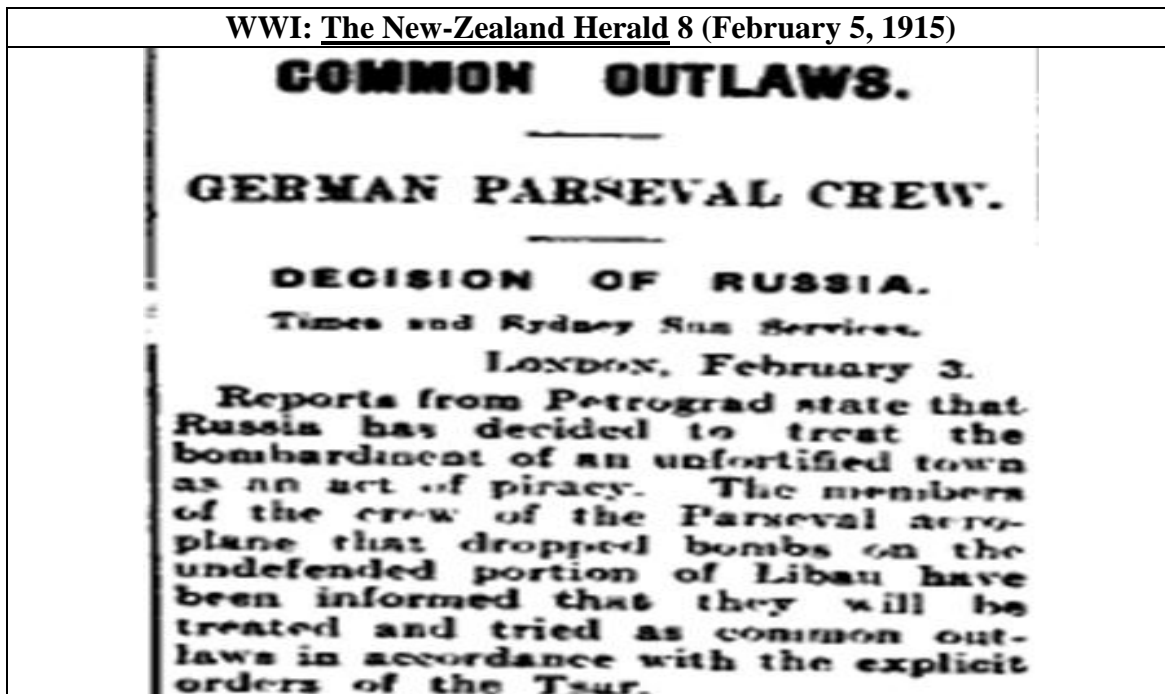 WWI: The New-Zealand Herald 8 (February 5, 1915)
COMMON OUTLAWS.
GERMAN PARSEVAL CREW.
DECISION OF RUSSIA.
Times and Sydney Sun Services.
LONDON, February 3.
Reports from Petrograd state that
Russia has decided to treat the
bombardment of an unfortified town
as an act of piracy. The members
of the crew of the Parseval aero-
plane that dropped bombs on the
undefended portion of Libau have
been informed that they will be
treated and tried as common out-
laws in accordance with the explicit
orders of the Tsar.